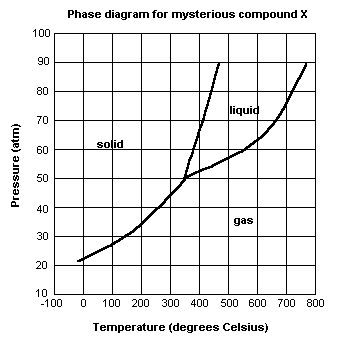 Phase diagram for mysterious compound X
100
90
80
70
60
50
40
30
20
10
Pressure (atm)
solid
liquid
gas
-100 0 100 200 300 400 500 600 700 800
Temperature (degrees Celsius)